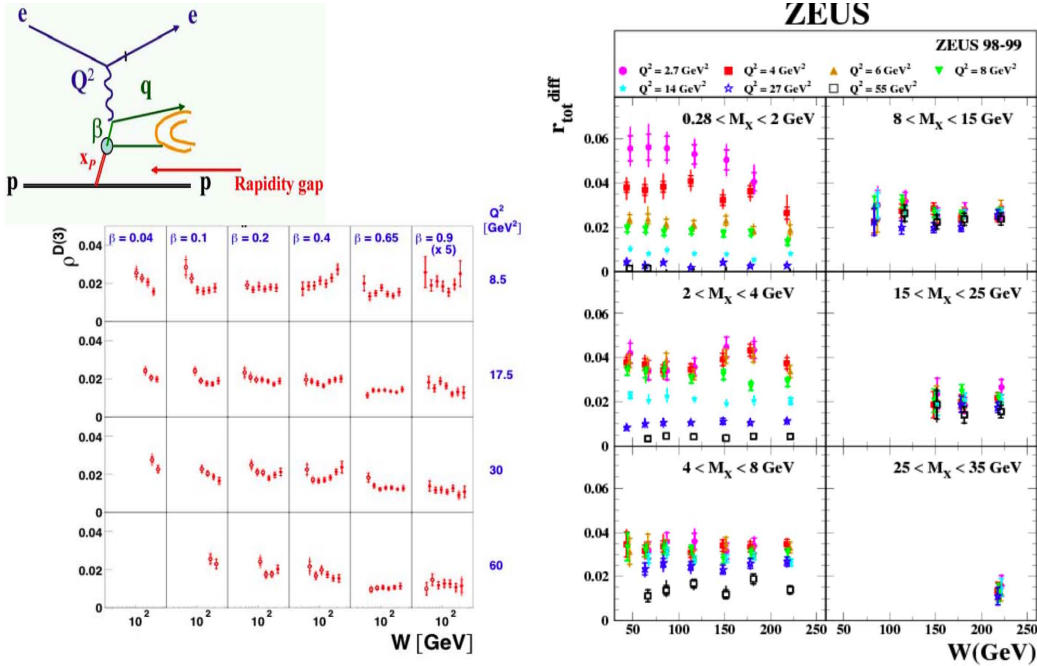 e
e
Q²
q
β
x_P
p
p
Rapidity gap
Q²
[GeV²]
ρ^D(3)
β = 0.04
β = 0.1
β = 0.2
β = 0.4
β = 0.65
β = 0.9
(x 5)
0.04
0.02
0
8.5
0.04
0.02
0
17.5
0.04
0.02
0
30
0.04
0.02
0
60
10² 10² 10² 10² 10² 10²
W [GeV]
ZEUS
ZEUS 98-99
Q² = 2.7 GeV² Q² = 4 GeV² Q² = 6 GeV² Q² = 8 GeV²
Q² = 14 GeV² Q² = 27 GeV² Q² = 55 GeV²
r_tot^diff
0.28 < M_X < 2 GeV
8 < M_X < 15 GeV
0.06
0.04
0.02
0
2 < M_X < 4 GeV
15 < M_X < 25 GeV
0.06
0.04
0.02
0
4 < M_X < 8 GeV
25 < M_X < 35 GeV
0.06
0.04
0.02
0
50 100 150 200 250 50 100 150 200 250
W(GeV)